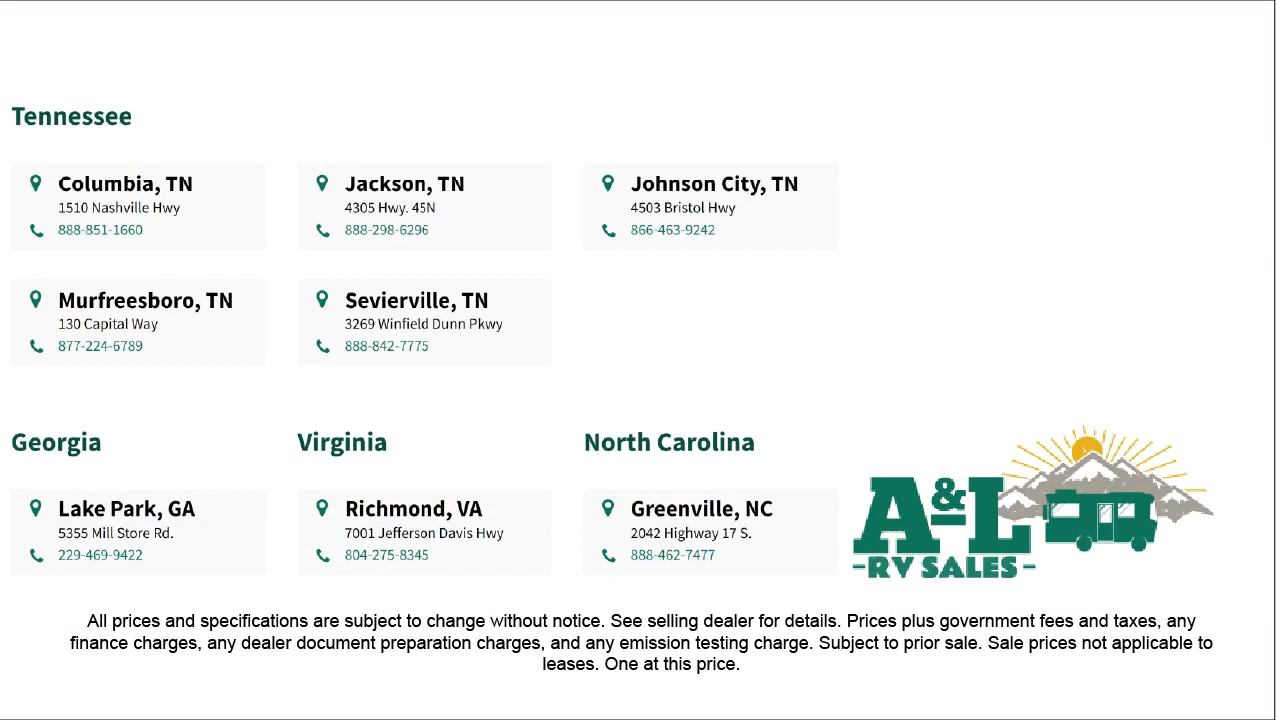 Tennessee
Columbia, TN
1510 Nashville Hwy
888-851-1660
Jackson, TN
4305 Hwy. 45N
888-298-6296
Johnson City, TN
4503 Bristol Hwy
866-463-9242
Murfreesboro, TN
130 Capital Way
877-224-6789
Sevierville, TN
3269 Winfield Dunn Pkwy
888-842-7775
Georgia
Lake Park, GA
5355 Mill Store Rd.
229-469-9422
Virginia
Richmond, VA
7001 Jefferson Davis Hwy
804-275-8345
North Carolina
Greenville, NC
2042 Highway 17 S.
888-462-7477
A&L
-RV SALES-
All prices and specifications are subject to change without notice. See selling dealer for details. Prices plus government fees and taxes, any
finance charges, any dealer document preparation charges, and any emission testing charge. Subject to prior sale. Sale prices not applicable to
leases. One at this price.